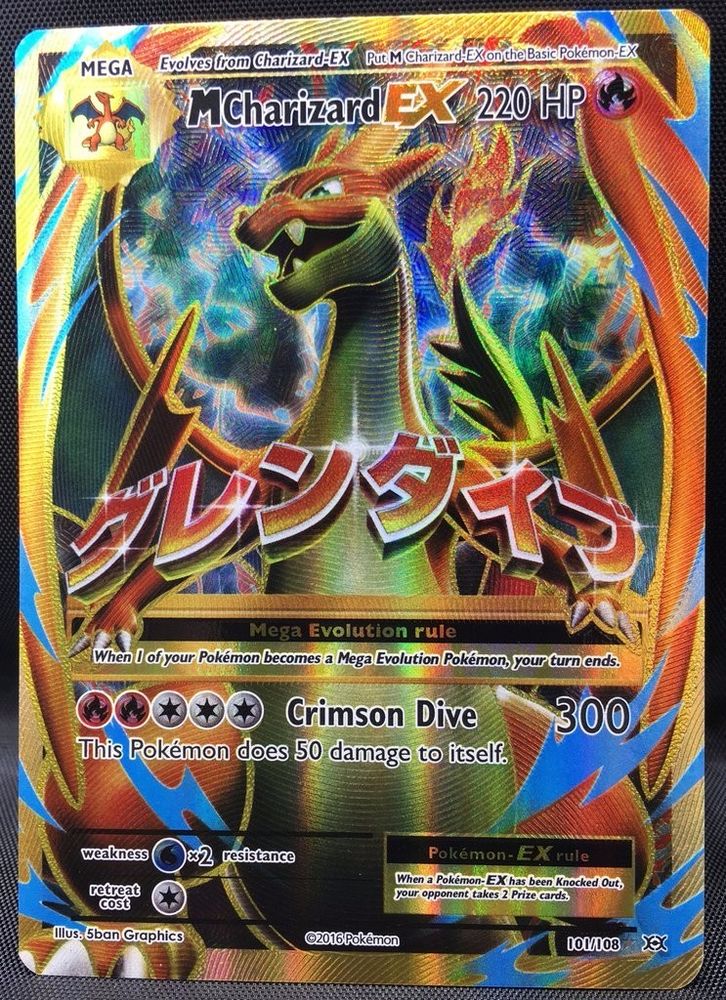 MEGA
Evolves from Charizard-EX
Put M Charizard-EX on the Basic Pokémon-EX
MCharizardEX 220 HP
グレンダイブ
Mega Evolution rule
When 1 of your Pokémon becomes a Mega Evolution Pokémon, your turn ends.
Crimson Dive 300
This Pokémon does 50 damage to itself.
weakness ×2 resistance
retreat
cost
Pokémon-EX rule
When a Pokémon-EX has been Knocked Out,
your opponent takes 2 Prize cards.
Illus. 5ban Graphics
©2016 Pokémon
101/108